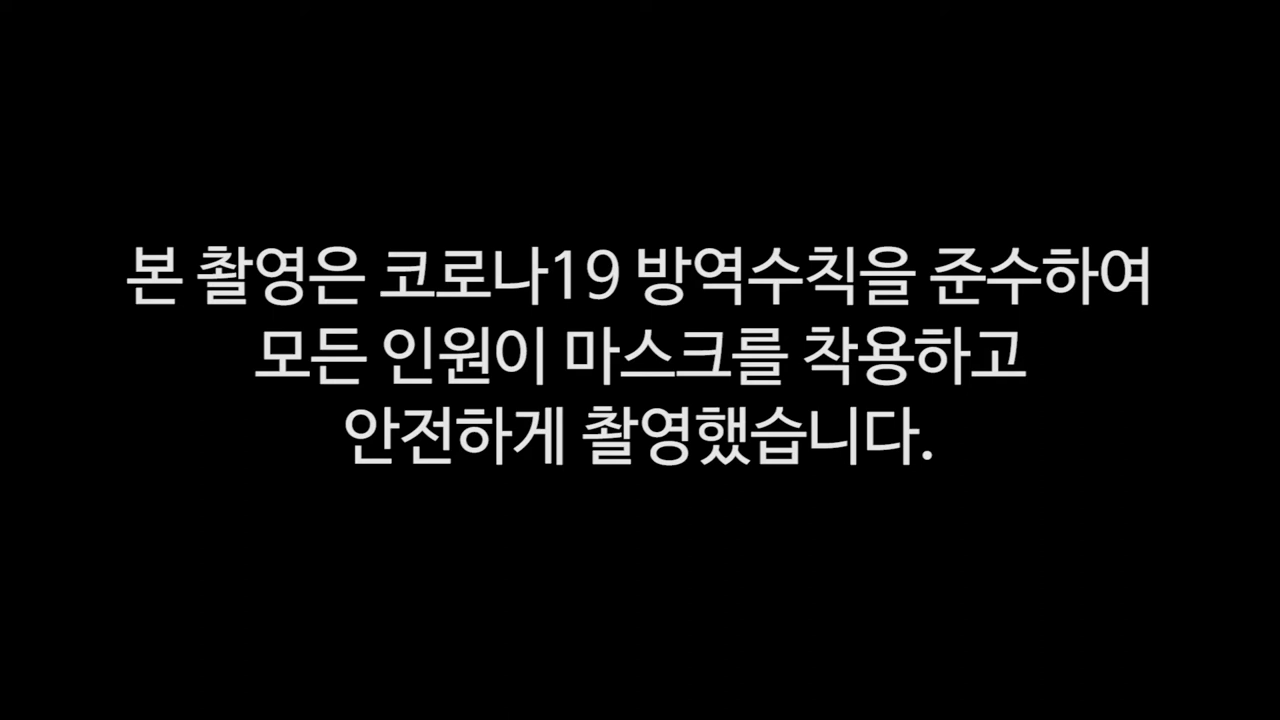 본 촬영은 코로나19 방역수칙을 준수하여
모든 인원이 마스크를 착용하고
안전하게 촬영했습니다.